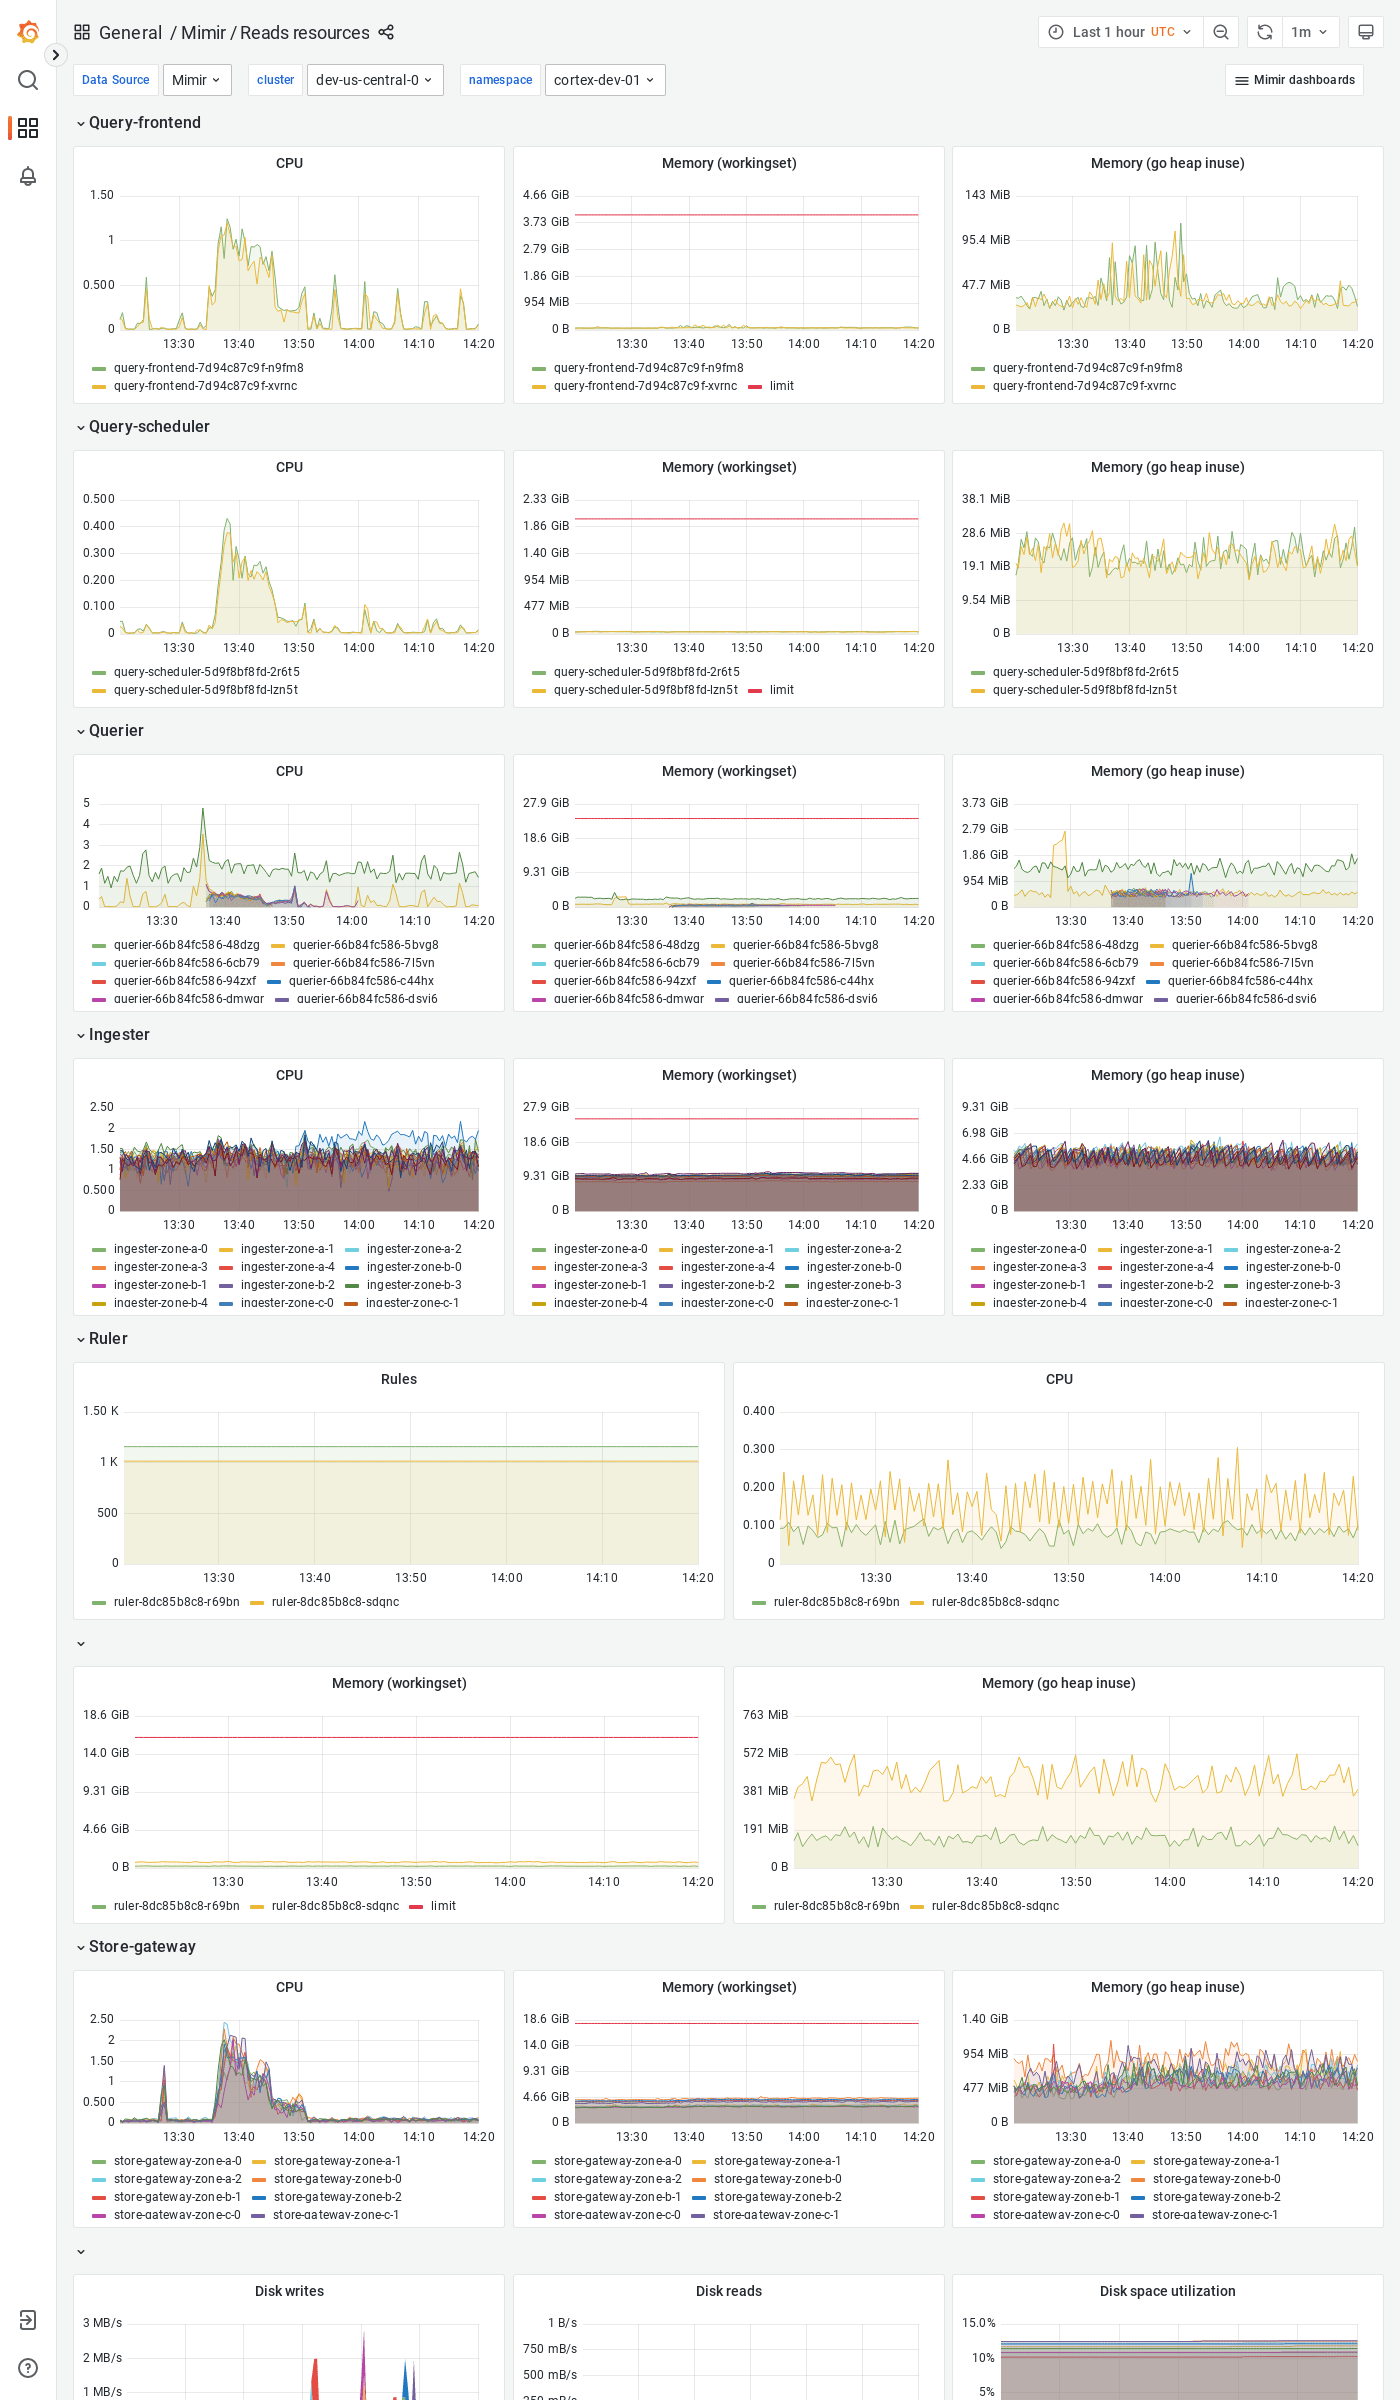 General / Mimir / Reads resources
Last 1 hour UTC
1m
Data Source Mimir cluster dev-us-central-0 namespace cortex-dev-01 Mimir dashboards
Query-frontend
CPU
1.50
1
0.500
0
13:30 13:40 13:50 14:00 14:10 14:20
query-frontend-7d94c87c9f-n9fm8
query-frontend-7d94c87c9f-xvrnc
Memory (workingset)
4.66 GiB
3.73 GiB
2.79 GiB
1.86 GiB
954 MiB
0 B
13:30 13:40 13:50 14:00 14:10 14:20
query-frontend-7d94c87c9f-n9fm8
query-frontend-7d94c87c9f-xvrnc limit
Memory (go heap inuse)
143 MiB
95.4 MiB
47.7 MiB
0 B
13:30 13:40 13:50 14:00 14:10 14:20
query-frontend-7d94c87c9f-n9fm8
query-frontend-7d94c87c9f-xvrnc
Query-scheduler
CPU
0.500
0.400
0.300
0.200
0.100
0
13:30 13:40 13:50 14:00 14:10 14:20
query-scheduler-5d9f8bf8fd-2r6t5
query-scheduler-5d9f8bf8fd-lzn5t
Memory (workingset)
2.33 GiB
1.86 GiB
1.40 GiB
954 MiB
477 MiB
0 B
13:30 13:40 13:50 14:00 14:10 14:20
query-scheduler-5d9f8bf8fd-2r6t5
query-scheduler-5d9f8bf8fd-lzn5t limit
Memory (go heap inuse)
38.1 MiB
28.6 MiB
19.1 MiB
9.54 MiB
0 B
13:30 13:40 13:50 14:00 14:10 14:20
query-scheduler-5d9f8bf8fd-2r6t5
query-scheduler-5d9f8bf8fd-lzn5t
Querier
CPU
5
4
3
2
1
0
13:30 13:40 13:50 14:00 14:10 14:20
querier-66b84fc586-48dzg querier-66b84fc586-5bvg8
querier-66b84fc586-6cb79 querier-66b84fc586-7l5vn
querier-66b84fc586-94zxf querier-66b84fc586-c44hx
querier-66b84fc586-dmwqr querier-66b84fc586-dsvj6
Memory (workingset)
27.9 GiB
18.6 GiB
9.31 GiB
0 B
13:30 13:40 13:50 14:00 14:10 14:20
querier-66b84fc586-48dzg querier-66b84fc586-5bvg8
querier-66b84fc586-6cb79 querier-66b84fc586-7l5vn
querier-66b84fc586-94zxf querier-66b84fc586-c44hx
querier-66b84fc586-dmwqr querier-66b84fc586-dsvj6
Memory (go heap inuse)
3.73 GiB
2.79 GiB
1.86 GiB
954 MiB
0 B
13:30 13:40 13:50 14:00 14:10 14:20
querier-66b84fc586-48dzg querier-66b84fc586-5bvg8
querier-66b84fc586-6cb79 querier-66b84fc586-7l5vn
querier-66b84fc586-94zxf querier-66b84fc586-c44hx
querier-66b84fc586-dmwqr querier-66b84fc586-dsvj6
Ingester
CPU
2.50
2
1.50
1
0.500
0
13:30 13:40 13:50 14:00 14:10 14:20
ingester-zone-a-0 ingester-zone-a-1 ingester-zone-a-2
ingester-zone-a-3 ingester-zone-a-4 ingester-zone-b-0
ingester-zone-b-1 ingester-zone-b-2 ingester-zone-b-3
ingester-zone-b-4 ingester-zone-c-0 ingester-zone-c-1
Memory (workingset)
27.9 GiB
18.6 GiB
9.31 GiB
0 B
13:30 13:40 13:50 14:00 14:10 14:20
ingester-zone-a-0 ingester-zone-a-1 ingester-zone-a-2
ingester-zone-a-3 ingester-zone-a-4 ingester-zone-b-0
ingester-zone-b-1 ingester-zone-b-2 ingester-zone-b-3
ingester-zone-b-4 ingester-zone-c-0 ingester-zone-c-1
Memory (go heap inuse)
9.31 GiB
6.98 GiB
4.66 GiB
2.33 GiB
0 B
13:30 13:40 13:50 14:00 14:10 14:20
ingester-zone-a-0 ingester-zone-a-1 ingester-zone-a-2
ingester-zone-a-3 ingester-zone-a-4 ingester-zone-b-0
ingester-zone-b-1 ingester-zone-b-2 ingester-zone-b-3
ingester-zone-b-4 ingester-zone-c-0 ingester-zone-c-1
Ruler
Rules
1.50 K
1 K
500
0
13:30 13:40 13:50 14:00 14:10 14:20
ruler-8dc85b8c8-r69bn ruler-8dc85b8c8-sdqnc
CPU
0.400
0.300
0.200
0.100
0
13:30 13:40 13:50 14:00 14:10 14:20
ruler-8dc85b8c8-r69bn ruler-8dc85b8c8-sdqnc
Memory (workingset)
18.6 GiB
14.0 GiB
9.31 GiB
4.66 GiB
0 B
13:30 13:40 13:50 14:00 14:10 14:20
ruler-8dc85b8c8-r69bn ruler-8dc85b8c8-sdqnc limit
Memory (go heap inuse)
763 MiB
572 MiB
381 MiB
191 MiB
0 B
13:30 13:40 13:50 14:00 14:10 14:20
ruler-8dc85b8c8-r69bn ruler-8dc85b8c8-sdqnc
Store-gateway
CPU
2.50
2
1.50
1
0.500
0
13:30 13:40 13:50 14:00 14:10 14:20
store-gateway-zone-a-0 store-gateway-zone-a-1
store-gateway-zone-a-2 store-gateway-zone-b-0
store-gateway-zone-b-1 store-gateway-zone-b-2
store-gateway-zone-c-0 store-gateway-zone-c-1
Memory (workingset)
18.6 GiB
14.0 GiB
9.31 GiB
4.66 GiB
0 B
13:30 13:40 13:50 14:00 14:10 14:20
store-gateway-zone-a-0 store-gateway-zone-a-1
store-gateway-zone-a-2 store-gateway-zone-b-0
store-gateway-zone-b-1 store-gateway-zone-b-2
store-gateway-zone-c-0 store-gateway-zone-c-1
Memory (go heap inuse)
1.40 GiB
954 MiB
477 MiB
0 B
13:30 13:40 13:50 14:00 14:10 14:20
store-gateway-zone-a-0 store-gateway-zone-a-1
store-gateway-zone-a-2 store-gateway-zone-b-0
store-gateway-zone-b-1 store-gateway-zone-b-2
store-gateway-zone-c-0 store-gateway-zone-c-1
Disk writes
3 MB/s
2 MB/s
1 MB/s
Disk reads
1 B/s
750 mB/s
500 mB/s
250 mB/s
Disk space utilization
15.0%
10%
5%